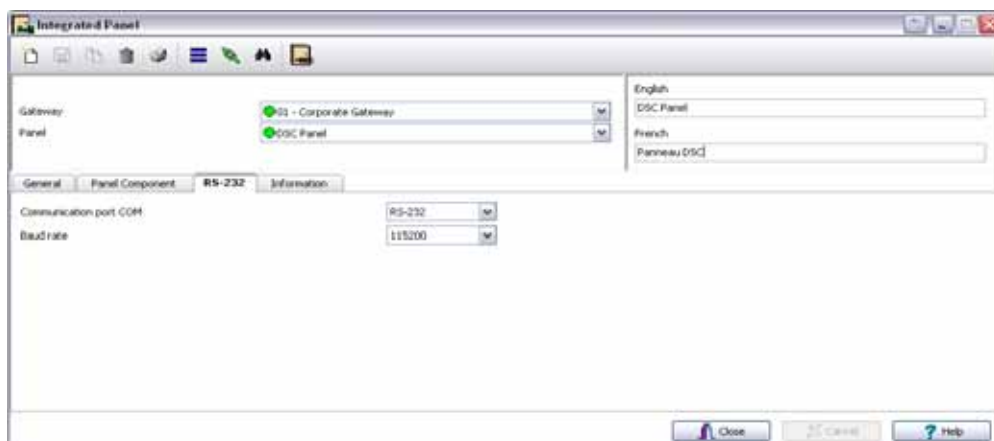 Integrated Panel
English
Gateway
01 - Corporate Gateway
DSC Panel
Panel
DSC Panel
French
Panneau DSC
General
Panel Component
RS-232
Information
Communication port COM
RS-232
Baud rate
115200
Close
Cancel
Help